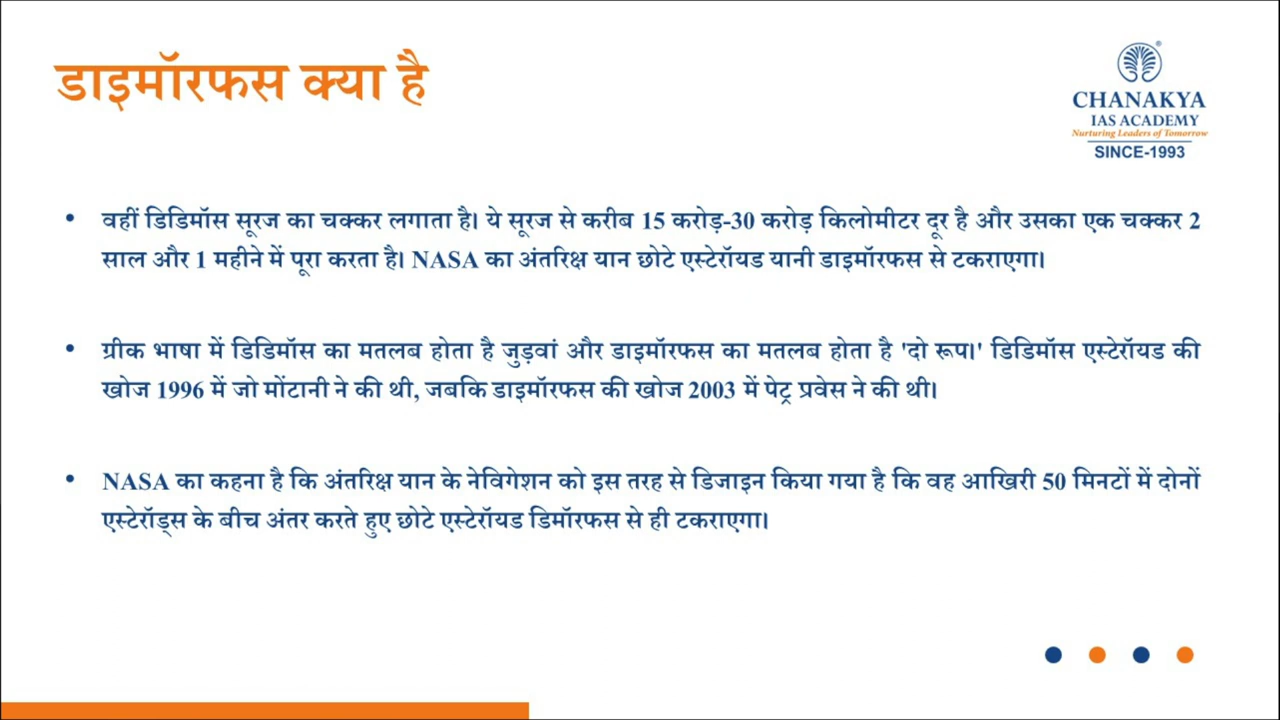 डाइमॉरफस क्या है
CHANAKYA
IAS ACADEMY
Nurturing Leaders of Tomorrow
SINCE-1993
• वहीं डिडिमॉस सूरज का चक्कर लगाता है। ये सूरज से करीब 15 करोड़-30 करोड़ किलोमीटर दूर है और उसका एक चक्कर 2
साल और 1 महीने में पूरा करता है। NASA का अंतरिक्ष यान छोटे एस्टेरॉयड यानी डाइमॉरफस से टकराएगा।
• ग्रीक भाषा में डिडिमॉस का मतलब होता है जुड़वां और डाइमॉरफस का मतलब होता है 'दो रूप।' डिडिमॉस एस्टेरॉयड की
खोज 1996 में जो मोंटानी ने की थी, जबकि डाइमॉरफस की खोज 2003 में पेट्र प्रवेस ने की थी।
• NASA का कहना है कि अंतरिक्ष यान के नेविगेशन को इस तरह से डिजाइन किया गया है कि वह आखिरी 50 मिनटों में दोनों
एस्टेरॉड्स के बीच अंतर करते हुए छोटे एस्टेरॉयड डिमॉरफस से ही टकराएगा।